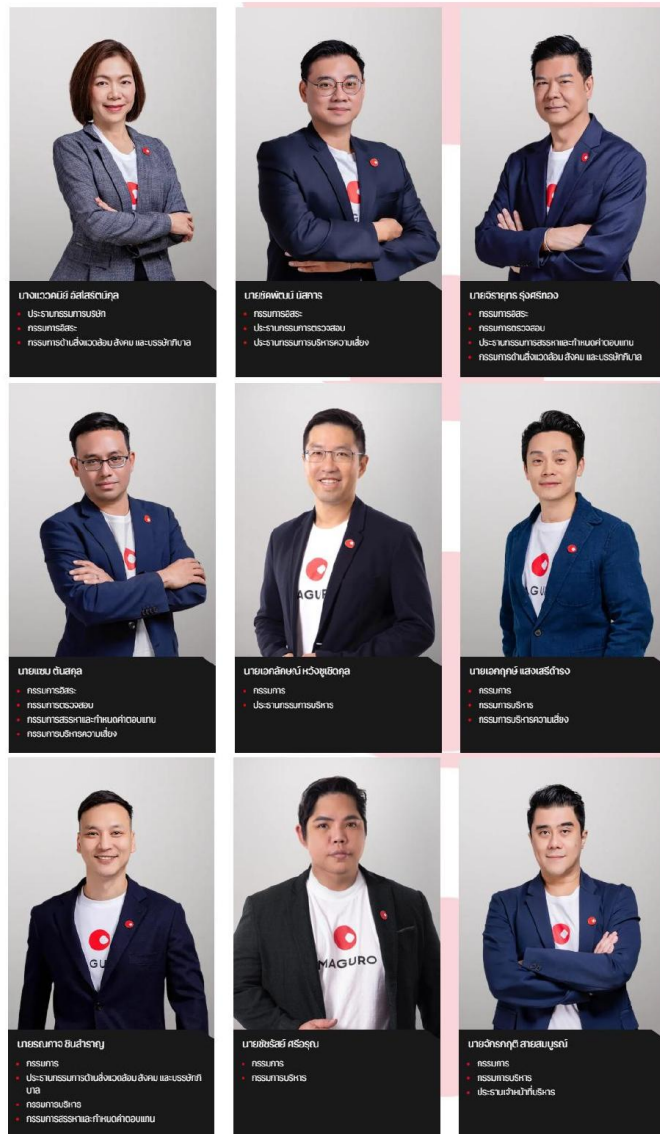 นางแววคนีย์ อัสโสรัตน์กุล
• ประธานกรรมการบริษัท
• กรรมการอิสระ
• กรรมการด้านสิ่งแวดล้อม สังคม และบรรษัทภิบาล
นายชัคพัฒน์ นัสการ
• กรรมการอิสระ
• ประธานกรรมการตรวจสอบ
• ประธานกรรมการบริหารความเสี่ยง
นายจิรายุทธ รุ่งศรีทอง
• กรรมการอิสระ
• กรรมการตรวจสอบ
• ประธานกรรมการสรรหาและกำหนดค่าตอบแทน
• กรรมการด้านสิ่งแวดล้อม สังคม และบรรษัทภิบาล
AGURO
AGU
นายแซม ตันสกุล
• กรรมการอิสระ
• กรรมการตรวจสอบ
• กรรมการสรรหาและกำหนดค่าตอบแทน
• กรรมการบริหารความเสี่ยง
นายเอกลักษณ์ หวังชูเชิดกุล
• กรรมการ
• ประธานกรรมการบริหาร
นายเอกฤกษ์ แสงเสรีดำรง
• กรรมการ
• กรรมการบริหาร
• กรรมการบริหารความเสี่ยง
GU
MAGURO
นายรณกาจ ชินสำราญ
• กรรมการ
• ประธานกรรมการด้านสิ่งแวดล้อม สังคม และบรรษัทภิ
บาล
• กรรมการบริหาร
• กรรมการสรรหาและกำหนดค่าตอบแทน
นายชัชรัสย์ ศรีอรุณ
• กรรมการ
• กรรมการบริหาร
นายจักรกฤติ สายสมบูรณ์
• กรรมการ
• กรรมการบริหาร
• ประธานเจ้าหน้าที่บริหาร